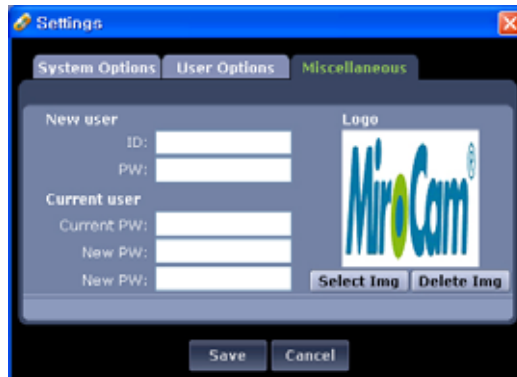 Settings
System Options User Options Miscellaneous
New user
ID:
PW:
Current user
Current PW:
New PW:
New PW:
Logo
MiroCam®
Select Img Delete Img
Save Cancel